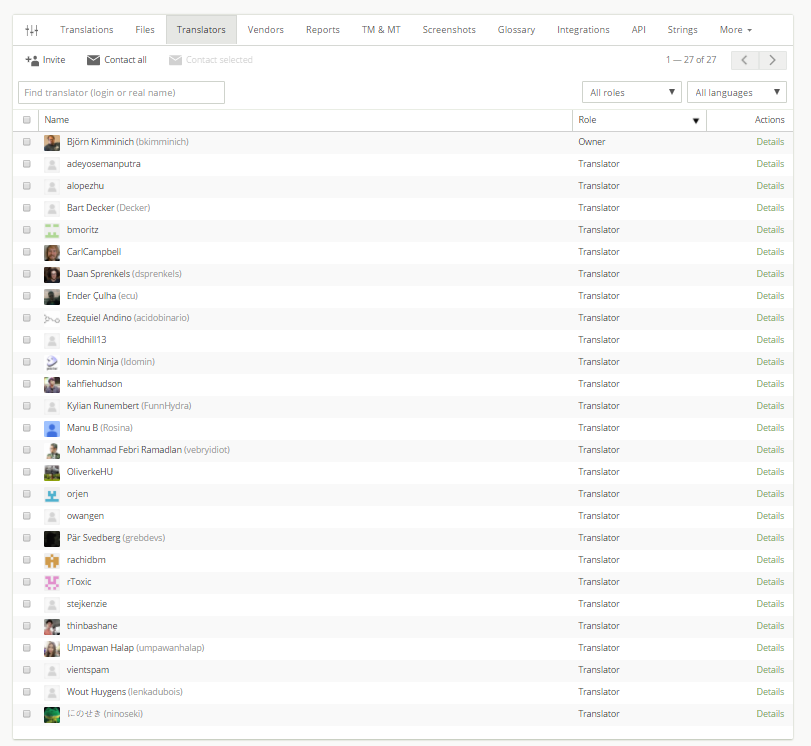 Translations Files Translators Vendors Reports TM & MT Screenshots Glossary Integrations API Strings More
Invite Contact all Contact selected 1 — 27 of 27
Find translator (login or real name) All roles All languages
Name Role Actions
Björn Kimminich (bkimminich) Owner Details
adeyosemanputra Translator Details
alopezhu Translator Details
Bart Decker (Decker) Translator Details
bmoritz Translator Details
CarlCampbell Translator Details
Daan Sprenkels (dsprenkels) Translator Details
Ender Çulha (ecu) Translator Details
Ezequiel Andino (acidobinario) Translator Details
fieldhill13 Translator Details
Idomin Ninja (Idomin) Translator Details
kahfiehudson Translator Details
Kylian Runembert (FunnHydra) Translator Details
Manu B (Rosina) Translator Details
Mohammad Febri Ramadlan (vebryidiot) Translator Details
OliverkeHU Translator Details
orjen Translator Details
owangen Translator Details
Pär Svedberg (grebdevs) Translator Details
rachidbm Translator Details
rToxic Translator Details
stejkenzie Translator Details
thinbashane Translator Details
Umpawan Halap (umpawanhalap) Translator Details
vientspam Translator Details
Wout Huygens (lenkadubois) Translator Details
にのせき (ninoseki) Translator Details